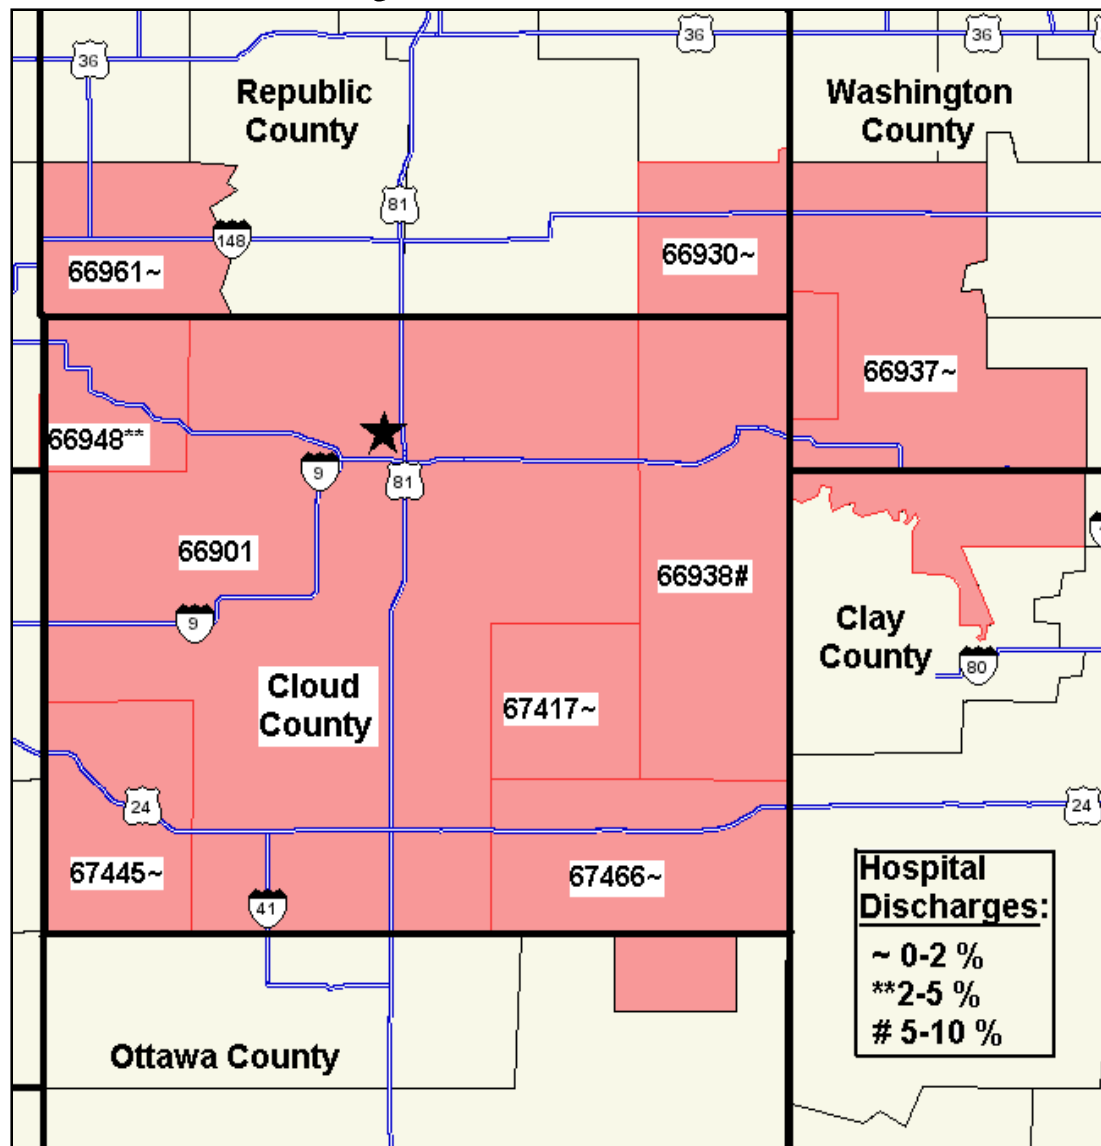 36
36
36
Republic
County
Washington
County
81
148
66961~
66930~
66937~
66948**
9
81
66901
66938#
9
Clay
County
80
Cloud
County
67417~
24
24
67445~
67466~
41
Hospital
Discharges:
~ 0-2 %
**2-5 %
# 5-10 %
Ottawa County